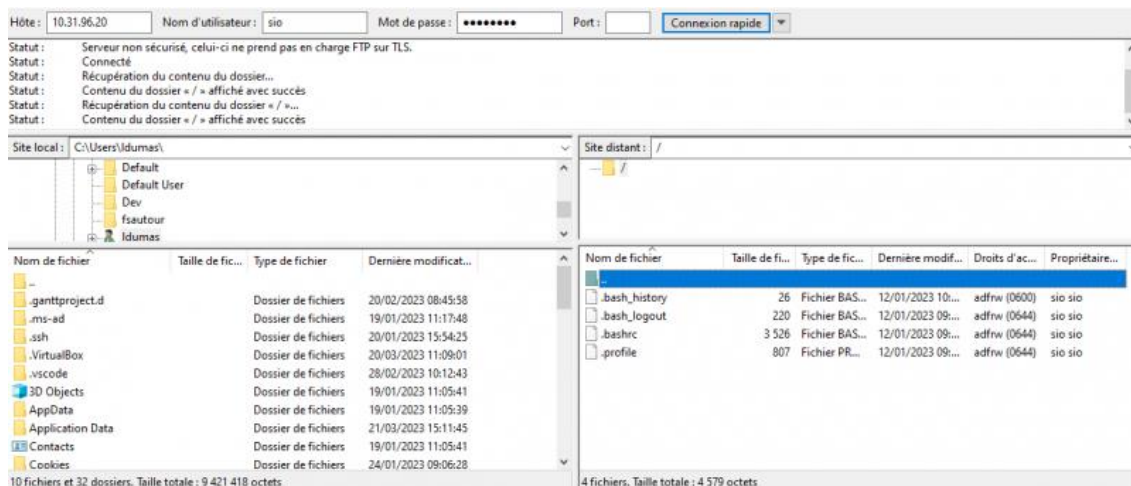 Hôte : 10.31.96.20 Nom d'utilisateur : sio Mot de passe : ●●●●●●●● Port : Connexion rapide
Statut : Serveur non sécurisé, celui-ci ne prend pas en charge FTP sur TLS.
Statut : Connecté
Statut : Récupération du contenu du dossier...
Statut : Contenu du dossier « / » affiché avec succès
Statut : Récupération du contenu du dossier « / »...
Statut : Contenu du dossier « / » affiché avec succès
Site local : C:\Users\ldumas\
Default
Default User
Dev
fsautour
ldumas
Nom de fichier Taille de fic... Type de fichier Dernière modificat...
..
.ganttproject.d Dossier de fichiers 20/02/2023 08:45:58
.ms-ad Dossier de fichiers 19/01/2023 11:17:48
.ssh Dossier de fichiers 20/01/2023 15:54:25
.VirtualBox Dossier de fichiers 20/03/2023 11:09:01
.vscode Dossier de fichiers 28/02/2023 10:12:43
3D Objects Dossier de fichiers 19/01/2023 11:05:41
AppData Dossier de fichiers 19/01/2023 11:05:39
Application Data Dossier de fichiers 21/03/2023 15:11:45
Contacts Dossier de fichiers 19/01/2023 11:05:41
Cookies Dossier de fichiers 24/01/2023 09:06:28
10 fichiers et 32 dossiers. Taille totale : 9 421 418 octets
Site distant : /
/
Nom de fichier Taille de fi... Type de fic... Dernière modif... Droits d'ac... Propriétaire...
..
.bash_history 26 Fichier BAS... 12/01/2023 10:... adfrw (0600) sio sio
.bash_logout 220 Fichier BAS... 12/01/2023 09:... adfrw (0644) sio sio
.bashrc 3 526 Fichier BAS... 12/01/2023 09:... adfrw (0644) sio sio
.profile 807 Fichier PR... 12/01/2023 09:... adfrw (0644) sio sio
4 fichiers. Taille totale : 4 579 octets